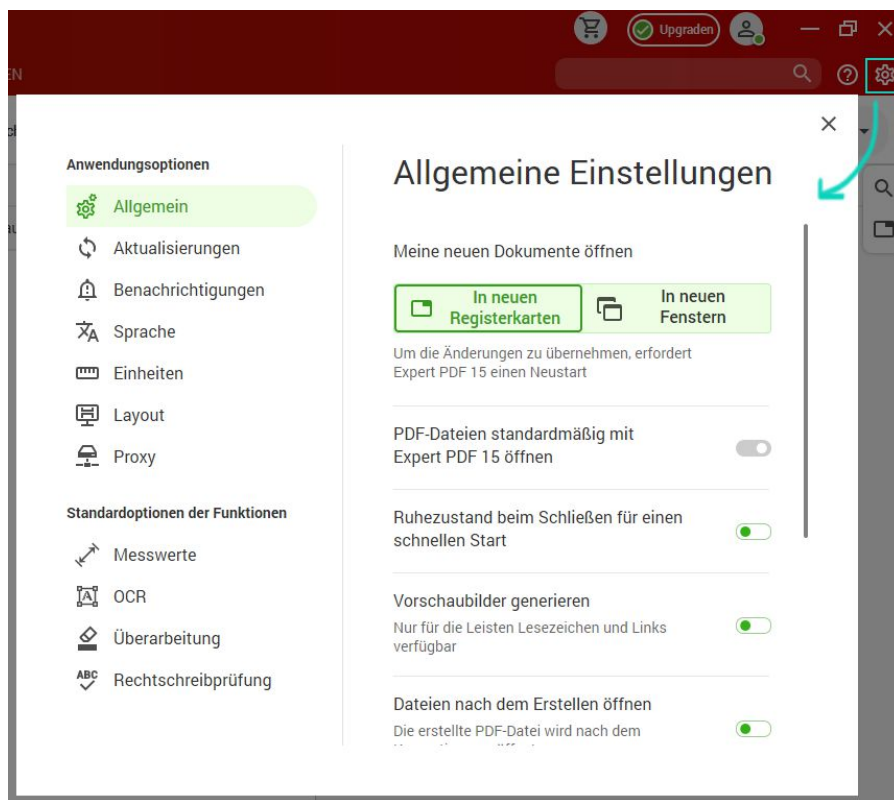 Upgraden
EN
Anwendungsoptionen
Allgemein
Aktualisierungen
Benachrichtigungen
Sprache
Einheiten
Layout
Proxy
Standardoptionen der Funktionen
Messwerte
OCR
Überarbeitung
ABC
Rechtschreibprüfung
Allgemeine Einstellungen
Meine neuen Dokumente öffnen
In neuen
Registerkarten
In neuen
Fenstern
Um die Änderungen zu übernehmen, erfordert
Expert PDF 15 einen Neustart
PDF-Dateien standardmäßig mit
Expert PDF 15 öffnen
Ruhezustand beim Schließen für einen
schnellen Start
Vorschaubilder generieren
Nur für die Leisten Lesezeichen und Links
verfügbar
Dateien nach dem Erstellen öffnen
Die erstellte PDF-Datei wird nach dem